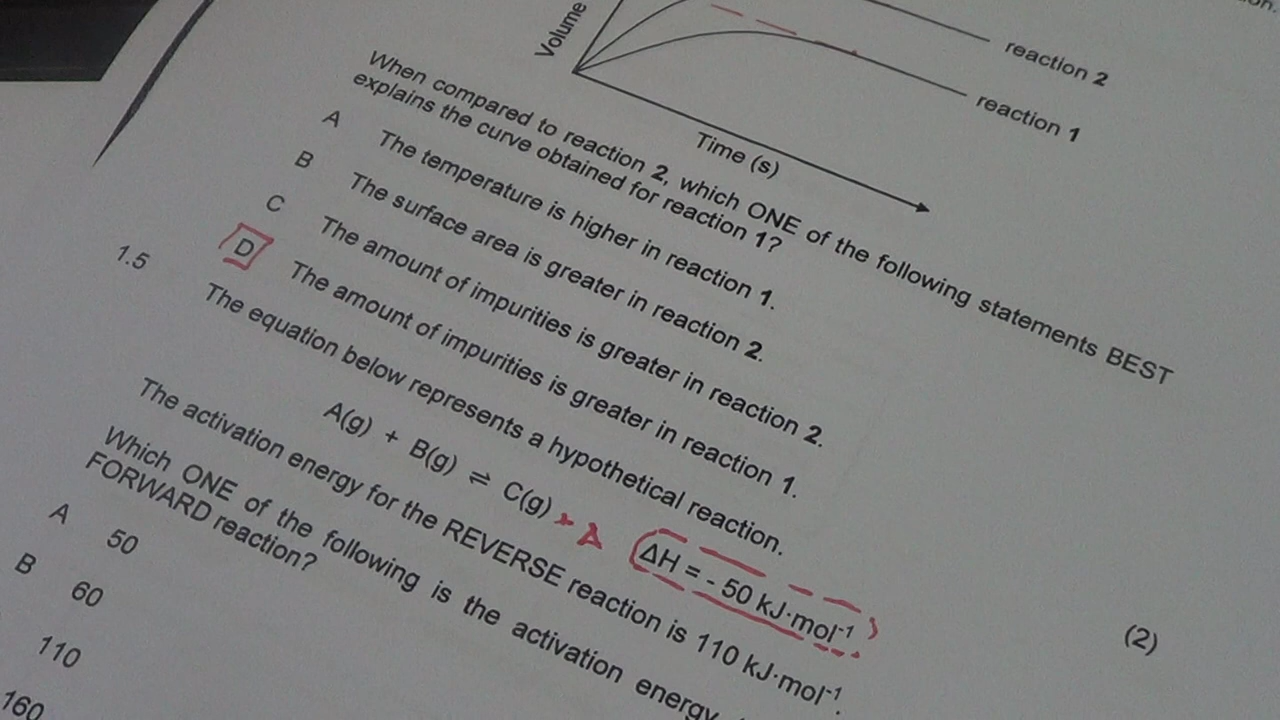 Volume
reaction 2
reaction 1
Time (s)
When compared to reaction 2, which ONE of the following statements BEST
explains the curve obtained for reaction 1?
A The temperature is higher in reaction 1.
B The surface area is greater in reaction 2.
C The amount of impurities is greater in reaction 2.
D The amount of impurities is greater in reaction 1.
(2)
1.5 The equation below represents a hypothetical reaction.
A(g) + B(g) ⇌ C(g) ΔH = - 50 kJ·mol⁻¹
The activation energy for the REVERSE reaction is 110 kJ·mol⁻¹.
Which ONE of the following is the activation energy
FORWARD reaction?
A 50
B 60
110
160